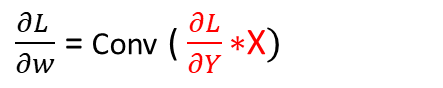 ∂L/∂w = Conv ( ∂L/∂Y *X)